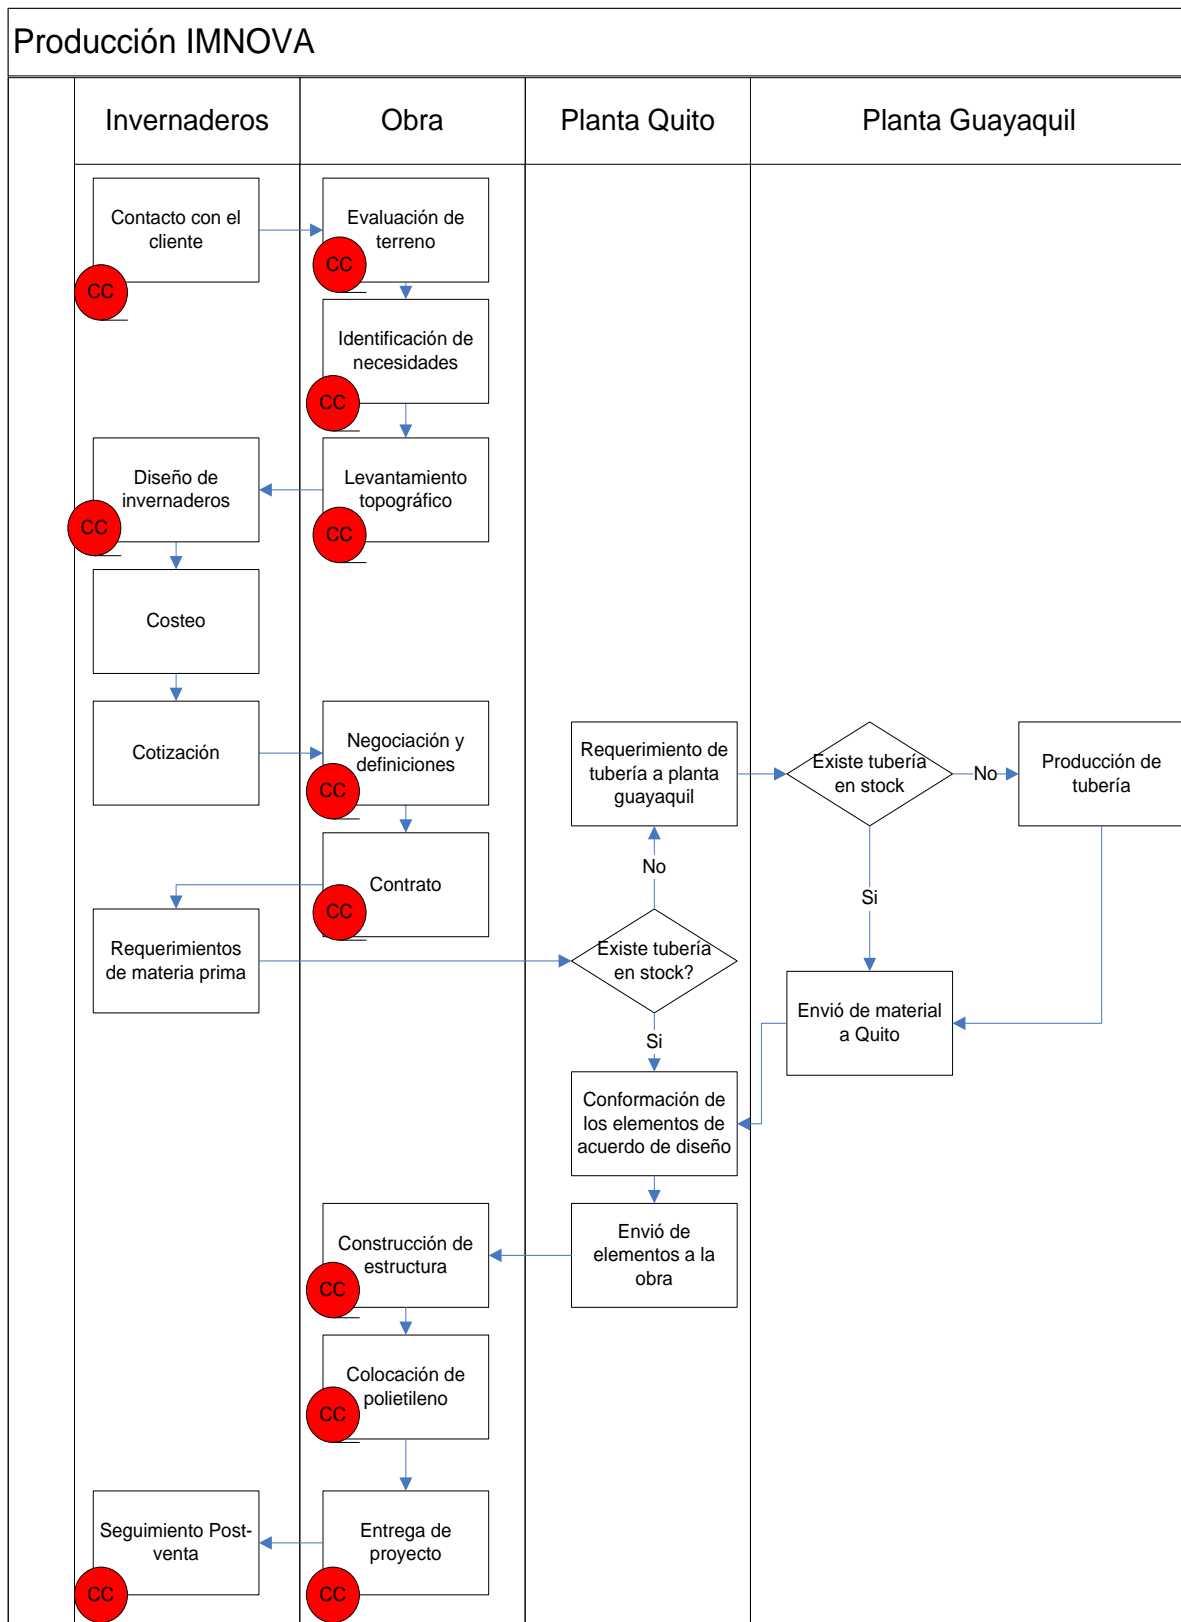 Producción IMNOVA
Invernaderos
Obra
Planta Quito
Planta Guayaquil
Contacto con el
cliente
CC
Evaluación de
terreno
CC
Identificación de
necesidades
CC
Diseño de
invernaderos
CC
Levantamiento
topográfico
CC
Costeo
Cotización
Negociación y
definiciones
CC
Requerimiento de
tubería a planta
guayaquil
Existe tubería
en stock
No
Producción de
tubería
Contrato
CC
No
Si
Requerimientos
de materia prima
Existe tubería
en stock?
Envió de material
a Quito
Si
Conformación de
los elementos de
acuerdo de diseño
Construcción de
estructura
CC
Envió de
elementos a la
obra
Colocación de
polietileno
CC
Seguimiento Post-
venta
CC
Entrega de
proyecto
CC